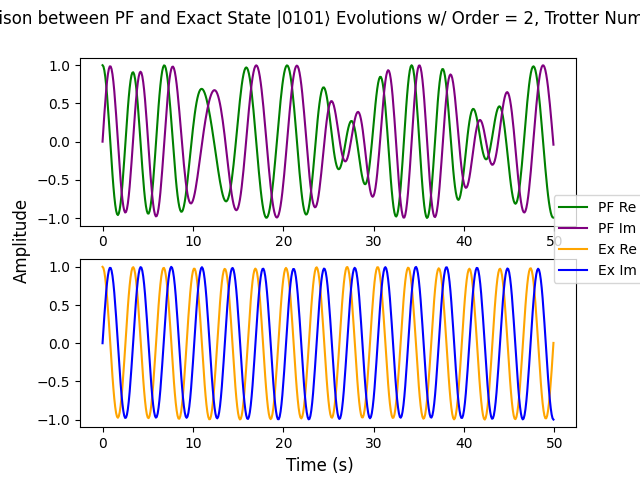 between PF and Exact State |0101⟩ Evolutions w/ Order = 2, Trotter
1.0
0.5
0.0
−0.5
−1.0
0 10 20 30 40 50
PF Re
PF Im
Ex Re
Ex Im
Amplitude
1.0
0.5
0.0
−0.5
−1.0
0 10 20 30 40 50
Time (s)